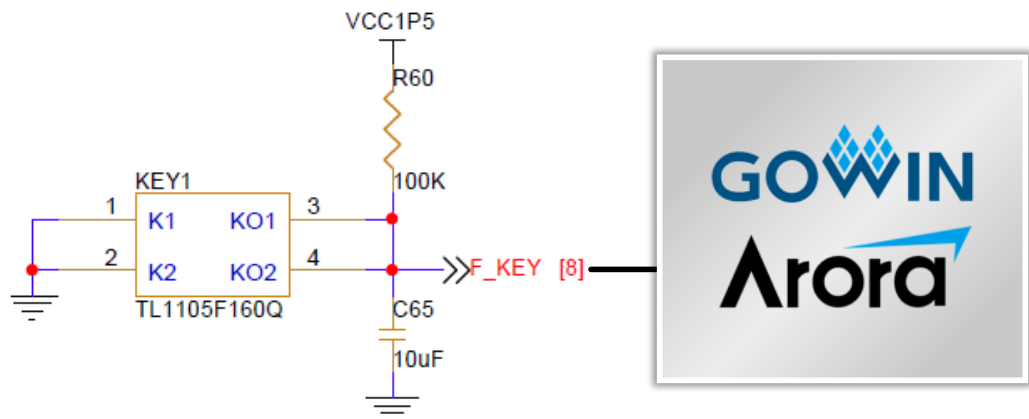 VCC1P5
R60
100K
KEY1
1 K1 KO1 3
2 K2 KO2 4
TL1105F160Q
F_KEY [8]
C65
10uF
GOWIN
Arora